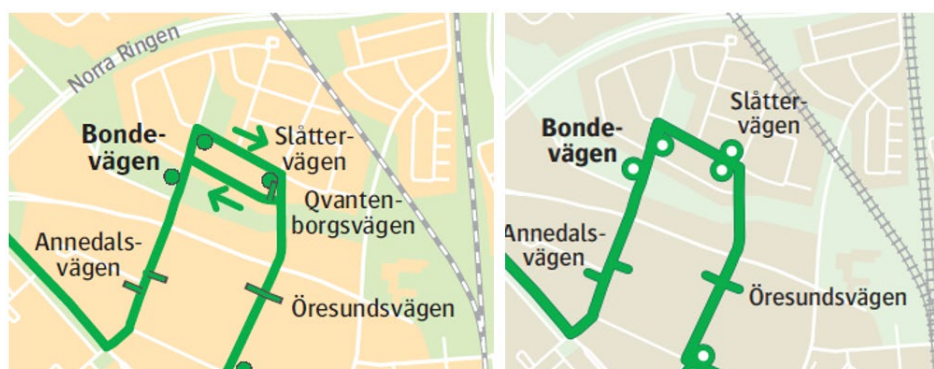 Norra Ringen
Bonde-
vägen
Slåtter-
vägen
Qvanten-
borgsvägen
Annedals-
vägen
Öresundsvägen
Bonde-
vägen
Slåtter-
vägen
Annedals-
vägen
Öresundsvägen